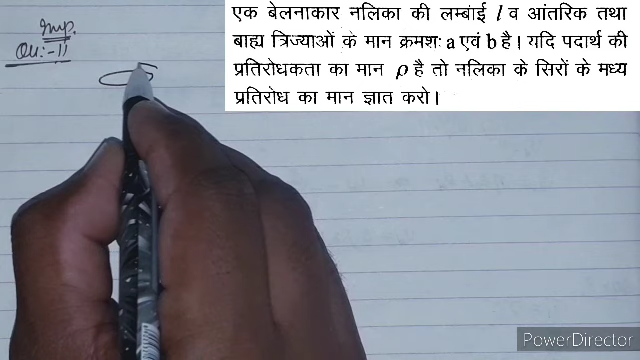 Imp.
Qu:-11
एक बेलनाकार नलिका की लम्बाई l व आंतरिक तथा
बाह्य त्रिज्याओं के मान क्रमशः a एवं b है। यदि पदार्थ की
प्रतिरोधकता का मान ρ है तो नलिका के सिरों के मध्य
प्रतिरोध का मान ज्ञात करो।
PowerDirector